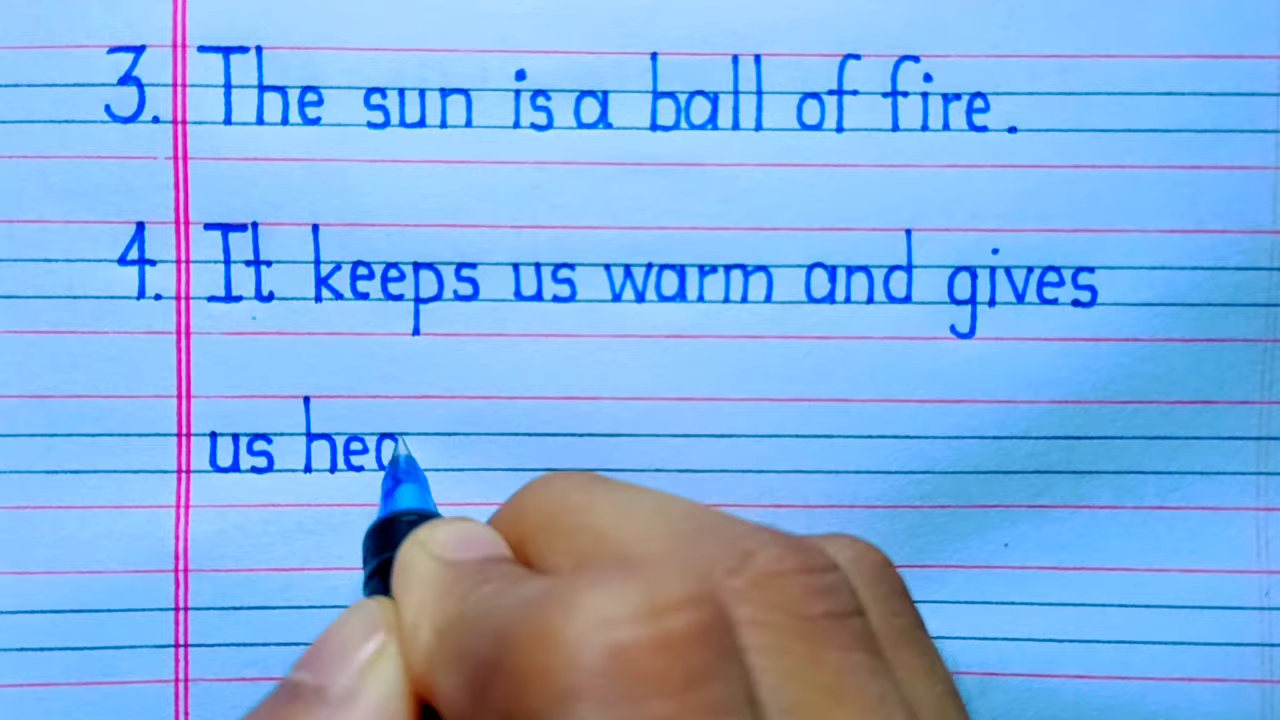 3. The sun is a ball of fire.
4. It keeps us warm and gives
us hea